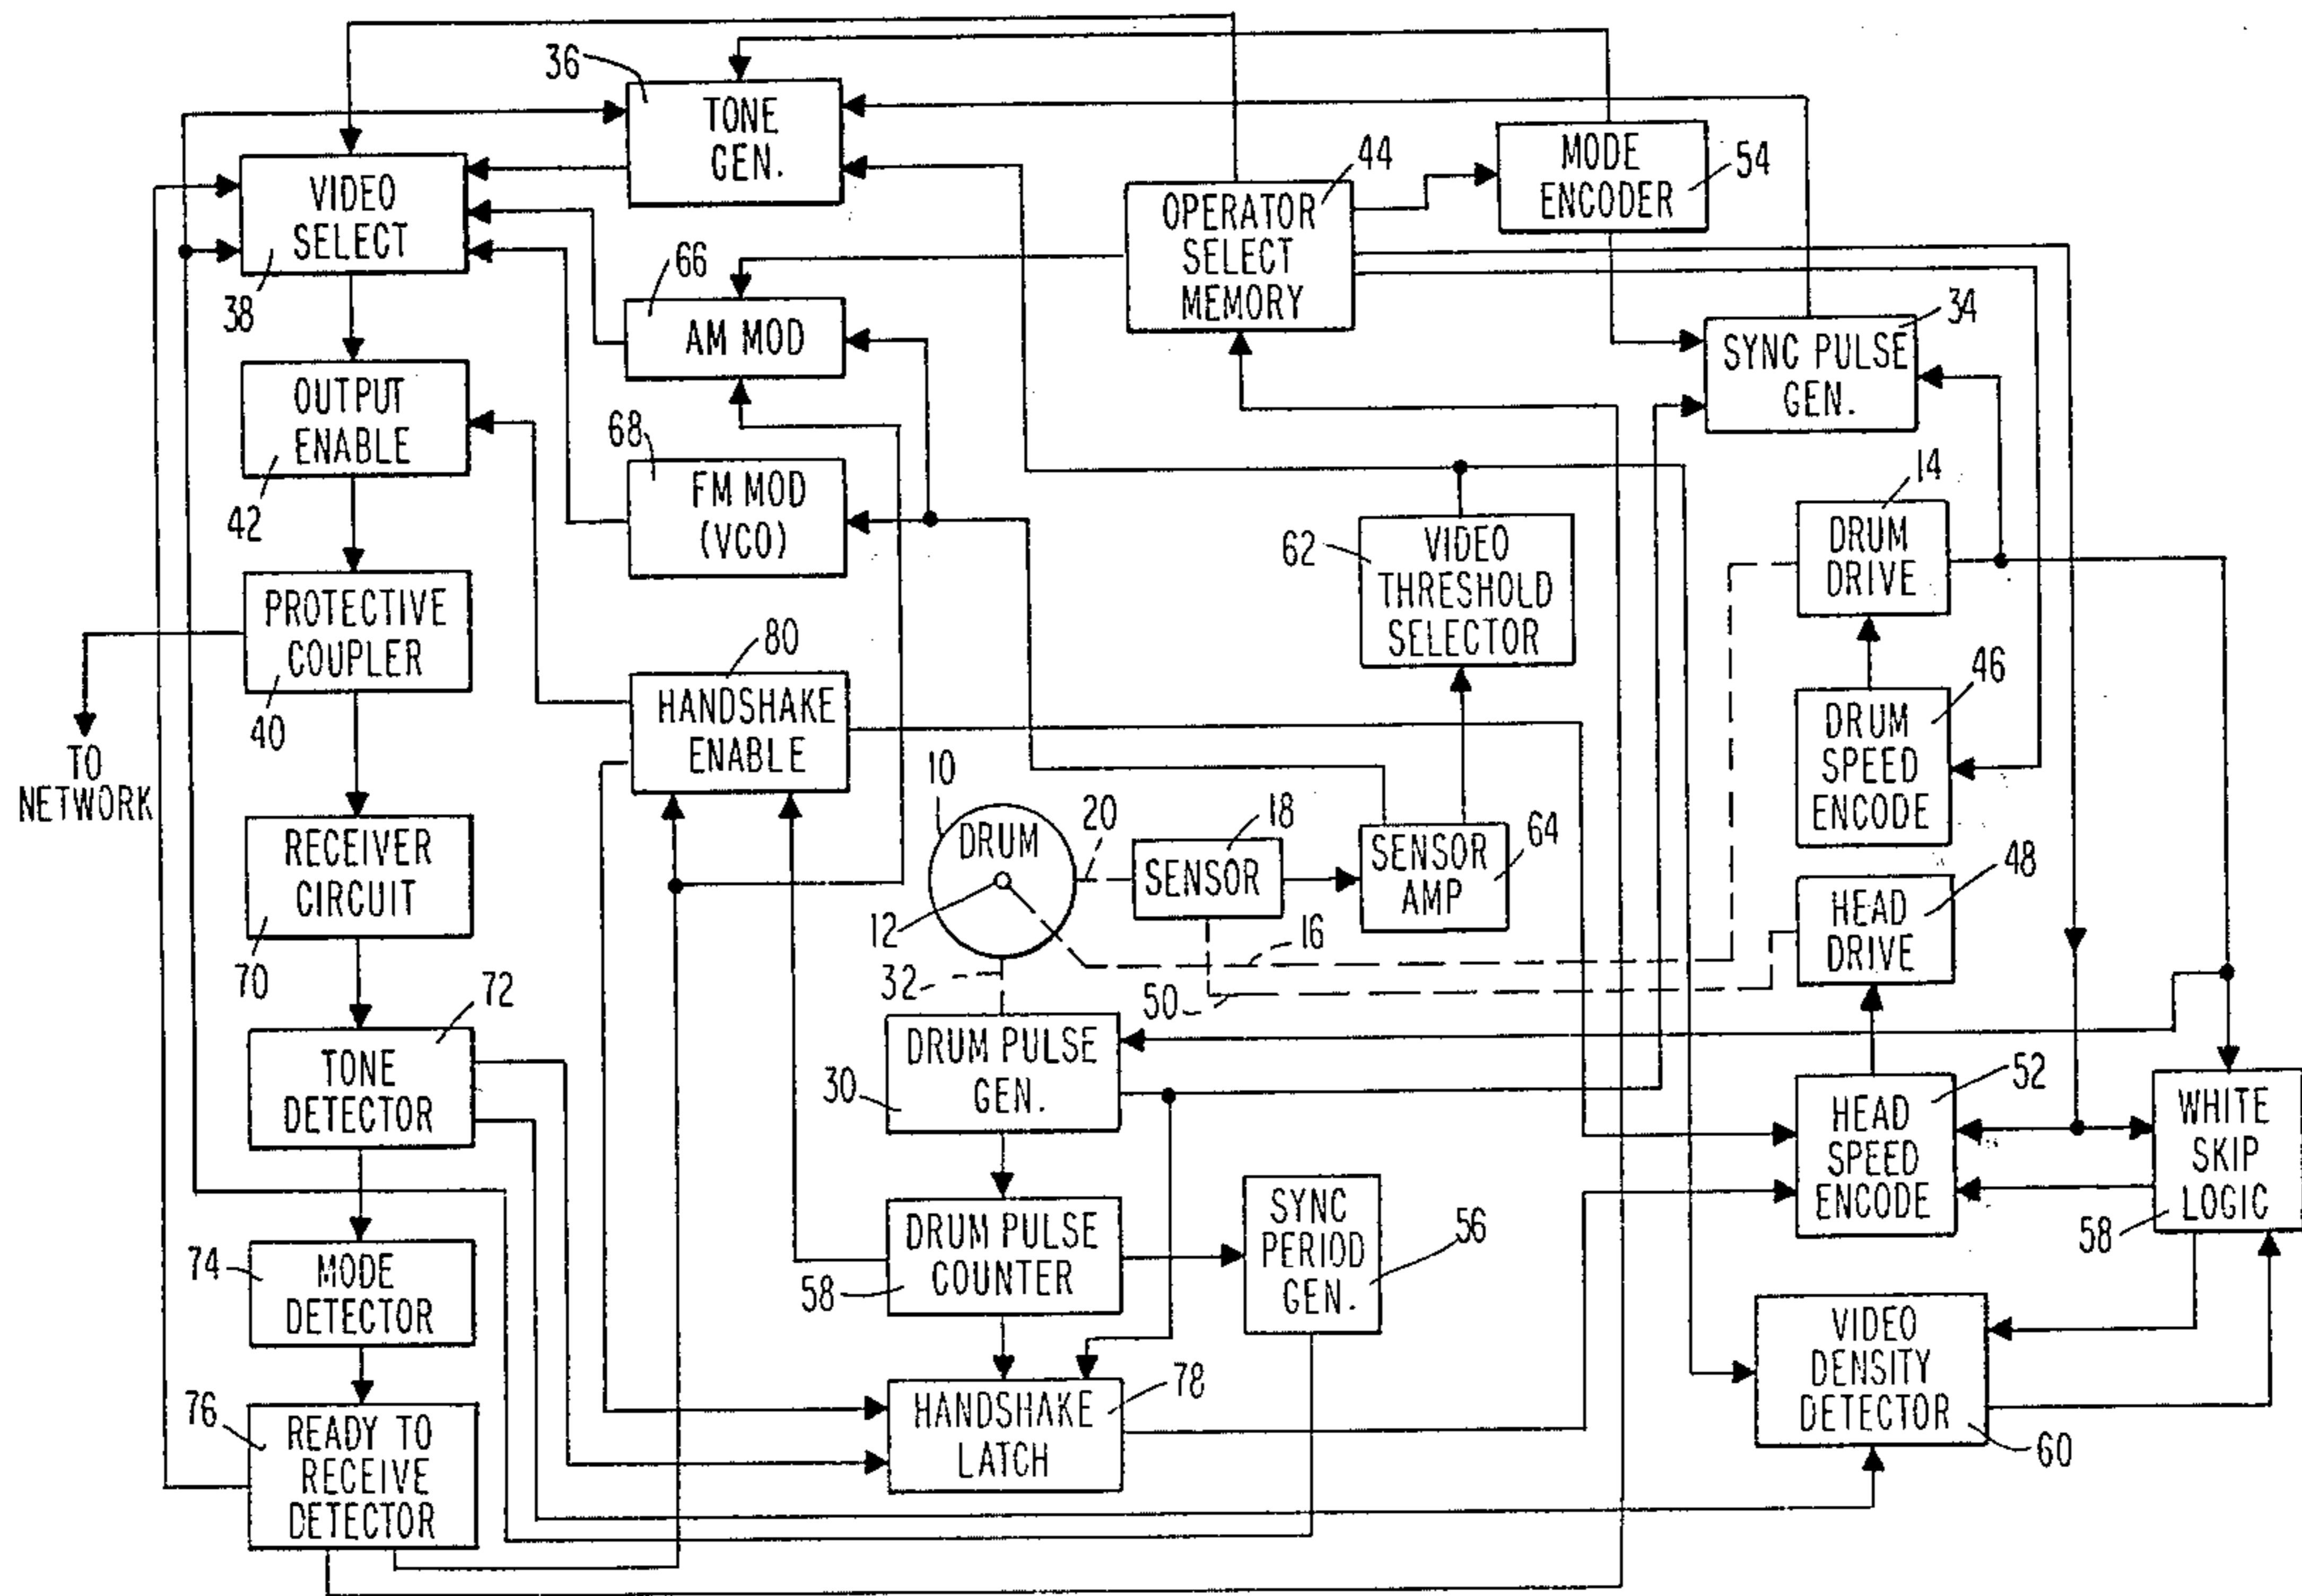 36
TONE
GEN.
44
MODE
ENCODER
54
VIDEO
SELECT
38
66
AM MOD
OPERATOR
SELECT
MEMORY
34
SYNC PULSE
GEN.
OUTPUT
ENABLE
42
68
FM MOD
(VCO)
62
VIDEO
THRESHOLD
SELECTOR
14
DRUM
DRIVE
PROTECTIVE
COUPLER
40
TO
NETWORK
80
HANDSHAKE
ENABLE
46
DRUM
SPEED
ENCODE
10
DRUM
12
20
18
SENSOR
SENSOR
AMP
64
48
HEAD
DRIVE
RECEIVER
CIRCUIT
70
16
32
50
72
TONE
DETECTOR
DRUM PULSE
GEN.
30
52
HEAD
SPEED
ENCODE
WHITE
SKIP
LOGIC
58
DRUM PULSE
COUNTER
58
SYNC
PERIOD
GEN.
56
74
MODE
DETECTOR
VIDEO
DENSITY
DETECTOR
60
76
READY TO
RECEIVE
DETECTOR
78
HANDSHAKE
LATCH